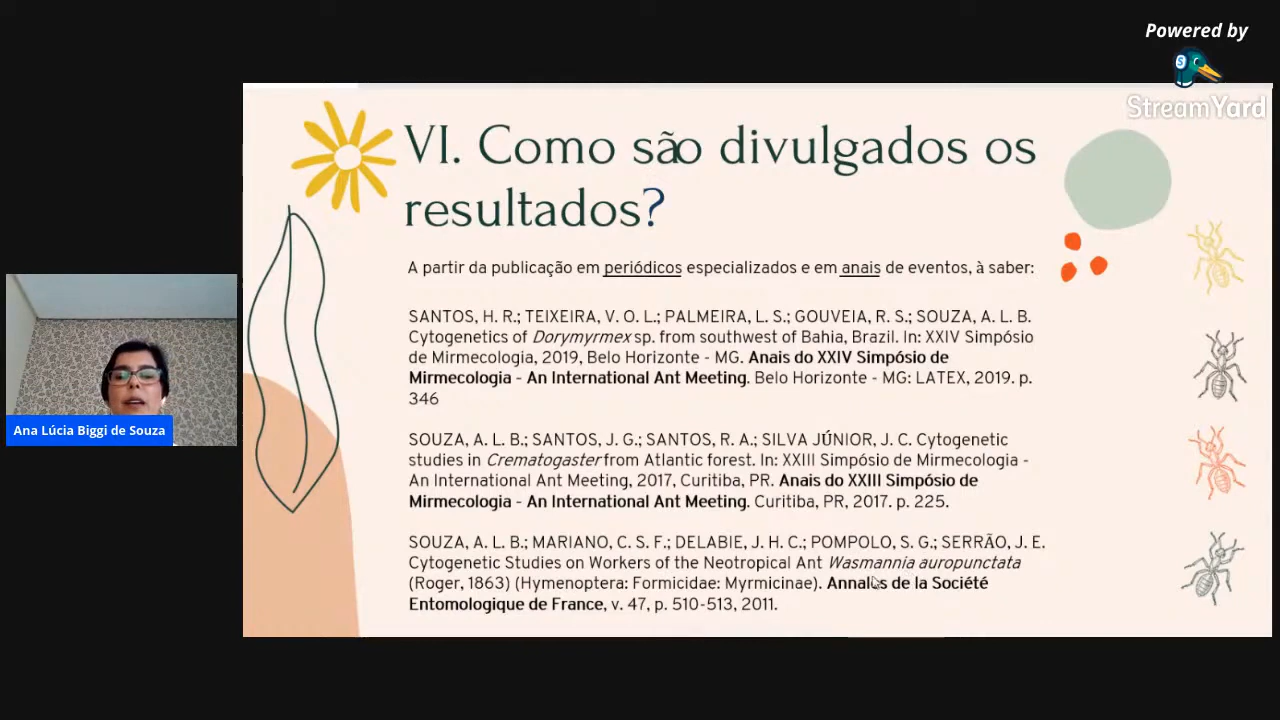 Powered by
StreamYard
VI. Como são divulgados os
resultados?
A partir da publicação em periódicos especializados e em anais de eventos, à saber:
SANTOS, H. R.; TEIXEIRA, V. O. L.; PALMEIRA, L. S.; GOUVEIA, R. S.; SOUZA, A. L. B.
Cytogenetics of Dorymyrmex sp. from southwest of Bahia, Brazil. In: XXIV Simpósio
de Mirmecologia, 2019, Belo Horizonte - MG. Anais do XXIV Simpósio de
Mirmecologia - An International Ant Meeting. Belo Horizonte - MG: LATEX, 2019. p.
346
SOUZA, A. L. B.; SANTOS, J. G.; SANTOS, R. A.; SILVA JÚNIOR, J. C. Cytogenetic
studies in Crematogaster from Atlantic forest. In: XXIII Simpósio de Mirmecologia -
An International Ant Meeting, 2017, Curitiba, PR. Anais do XXIII Simpósio de
Mirmecologia - An International Ant Meeting. Curitiba, PR, 2017. p. 225.
SOUZA, A. L. B.; MARIANO, C. S. F.; DELABIE, J. H. C.; POMPOLO, S. G.; SERRÃO, J. E.
Cytogenetic Studies on Workers of the Neotropical Ant Wasmannia auropunctata
(Roger, 1863) (Hymenoptera: Formicidae: Myrmicinae). Annales de la Société
Entomologique de France, v. 47, p. 510-513, 2011.
Ana Lúcia Biggi de Souza